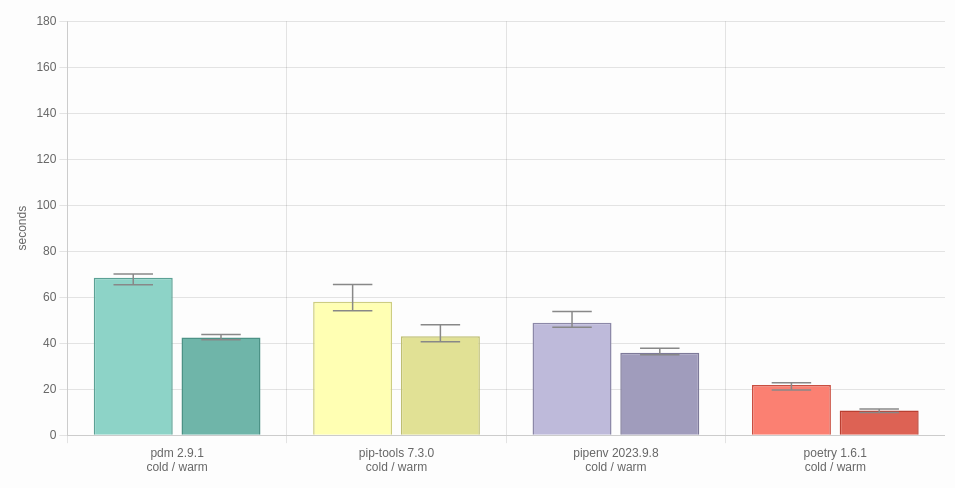 180
160
140
120
100
80
60
40
20
0
seconds
pdm 2.9.1
cold / warm
pip-tools 7.3.0
cold / warm
pipenv 2023.9.8
cold / warm
poetry 1.6.1
cold / warm